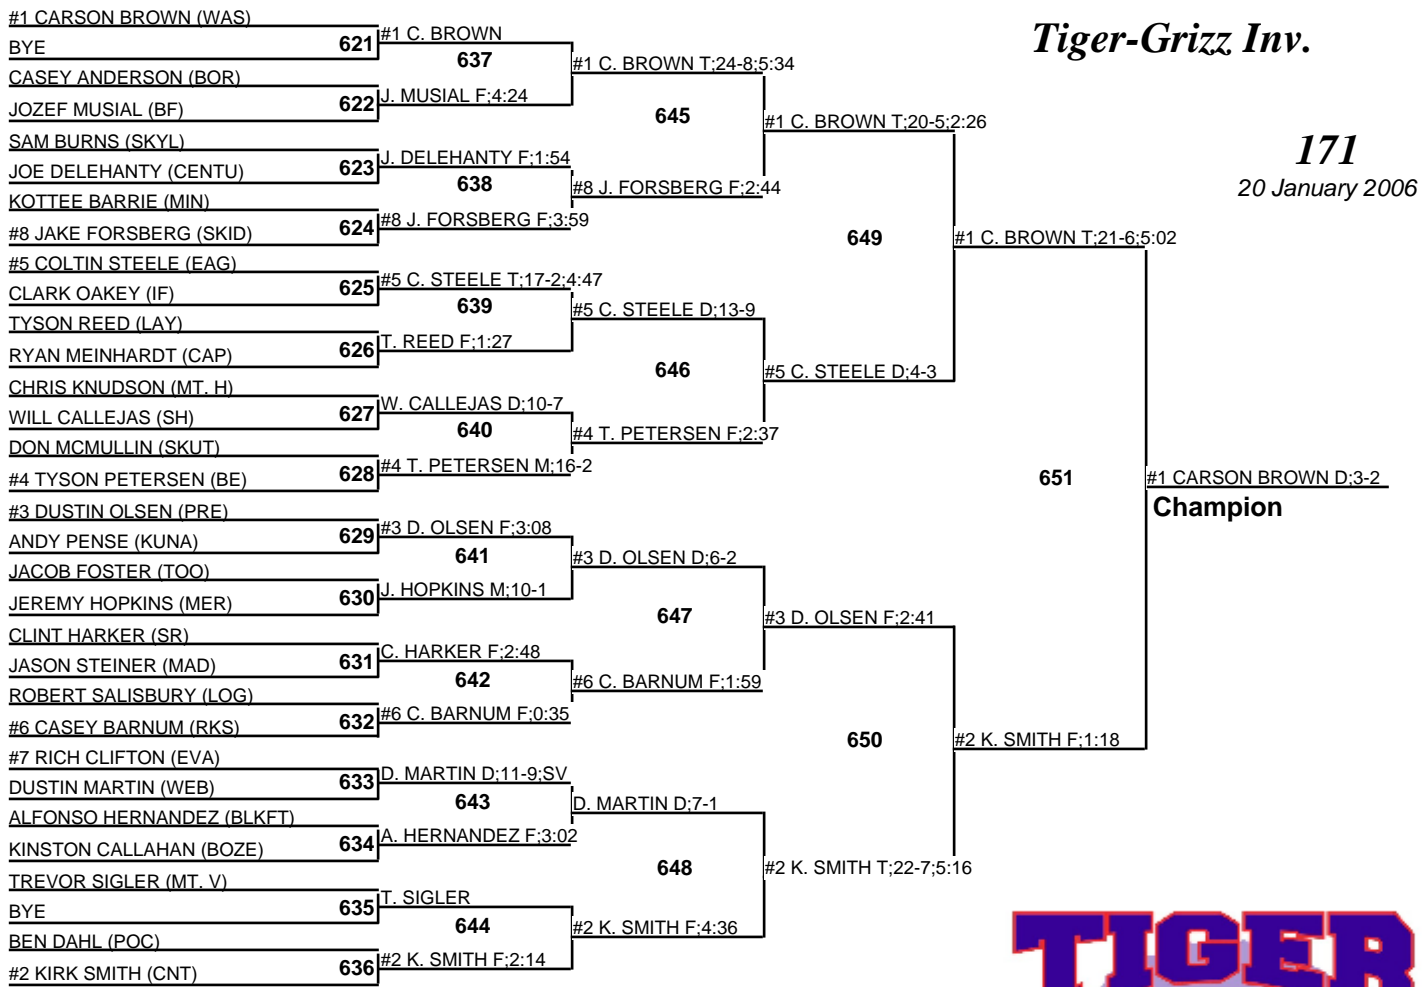 Tiger-Grizz Inv.
171
20 January 2006
#1 CARSON BROWN (WAS)
BYE
621
#1 C. BROWN
637
CASEY ANDERSON (BOR)
JOZEF MUSIAL (BF)
622
J. MUSIAL F;4:24
#1 C. BROWN T;24-8;5:34
645
SAM BURNS (SKYL)
JOE DELEHANTY (CENTU)
623
J. DELEHANTY F;1:54
638
KOTTEE BARRIE (MIN)
#8 JAKE FORSBERG (SKID)
624
#8 J. FORSBERG F;3:59
#8 J. FORSBERG F;2:44
#1 C. BROWN T;20-5;2:26
649
#5 COLTIN STEELE (EAG)
CLARK OAKEY (IF)
625
#5 C. STEELE T;17-2;4:47
639
TYSON REED (LAY)
RYAN MEINHARDT (CAP)
626
T. REED F;1:27
#5 C. STEELE D;13-9
646
CHRIS KNUDSON (MT. H)
WILL CALLEJAS (SH)
627
W. CALLEJAS D;10-7
640
DON MCMULLIN (SKUT)
#4 TYSON PETERSEN (BE)
628
#4 T. PETERSEN M;16-2
#4 T. PETERSEN F;2:37
#5 C. STEELE D;4-3
#1 C. BROWN T;21-6;5:02
651
#1 CARSON BROWN D;3-2
Champion
#3 DUSTIN OLSEN (PRE)
ANDY PENSE (KUNA)
629
#3 D. OLSEN F;3:08
641
JACOB FOSTER (TOO)
JEREMY HOPKINS (MER)
630
J. HOPKINS M;10-1
#3 D. OLSEN D;6-2
647
CLINT HARKER (SR)
JASON STEINER (MAD)
631
C. HARKER F;2:48
642
ROBERT SALISBURY (LOG)
#6 CASEY BARNUM (RKS)
632
#6 C. BARNUM F;0:35
#6 C. BARNUM F;1:59
#3 D. OLSEN F;2:41
650
#2 K. SMITH F;1:18
#7 RICH CLIFTON (EVA)
DUSTIN MARTIN (WEB)
633
D. MARTIN D;11-9;SV
643
ALFONSO HERNANDEZ (BLKFT)
KINSTON CALLAHAN (BOZE)
634
A. HERNANDEZ F;3:02
D. MARTIN D;7-1
648
#2 K. SMITH T;22-7;5:16
TREVOR SIGLER (MT. V)
BYE
635
T. SIGLER
644
BEN DAHL (POC)
#2 KIRK SMITH (CNT)
636
#2 K. SMITH F;2:14
#2 K. SMITH F;4:36
TIGER